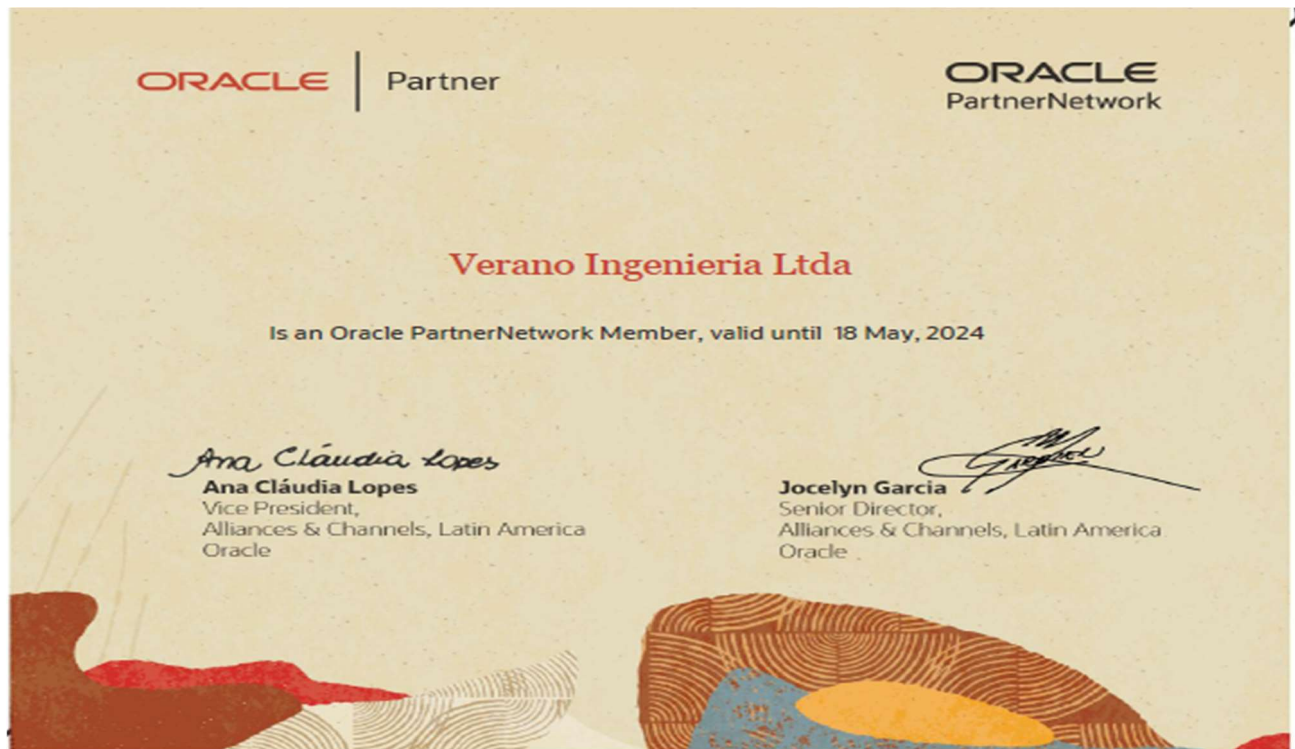 ORACLE | Partner
ORACLE
PartnerNetwork
Verano Ingenieria Ltda
Is an Oracle PartnerNetwork Member, valid until 18 May, 2024
Ana Cláudia Lopes
Ana Cláudia Lopes
Vice President,
Alliances & Channels, Latin America
Oracle
Jocelyn Garcia
Senior Director,
Alliances & Channels, Latin America
Oracle